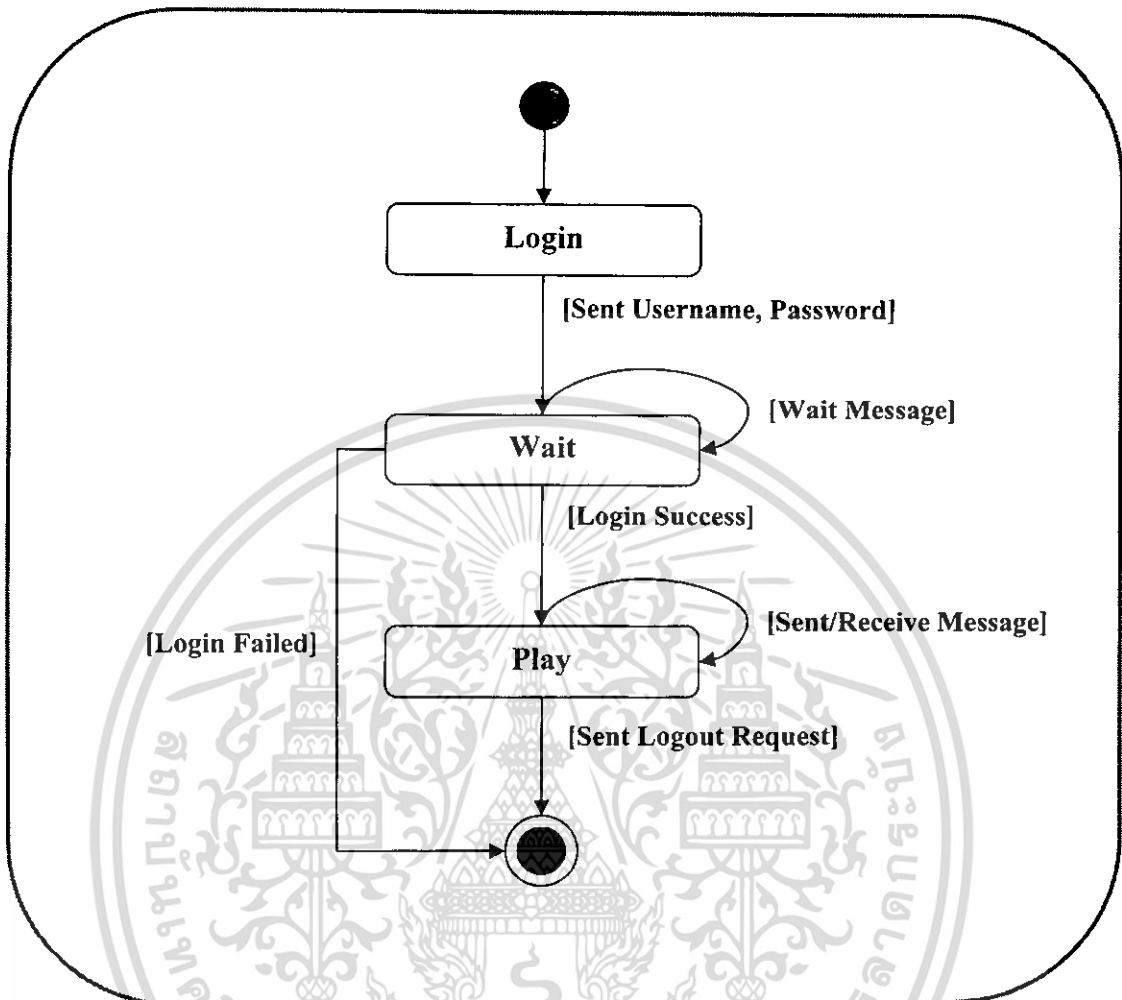 Login
[Sent Username, Password]
[Wait Message]
Wait
[Login Success]
[Sent/Receive Message]
[Login Failed]
Play
[Sent Logout Request]